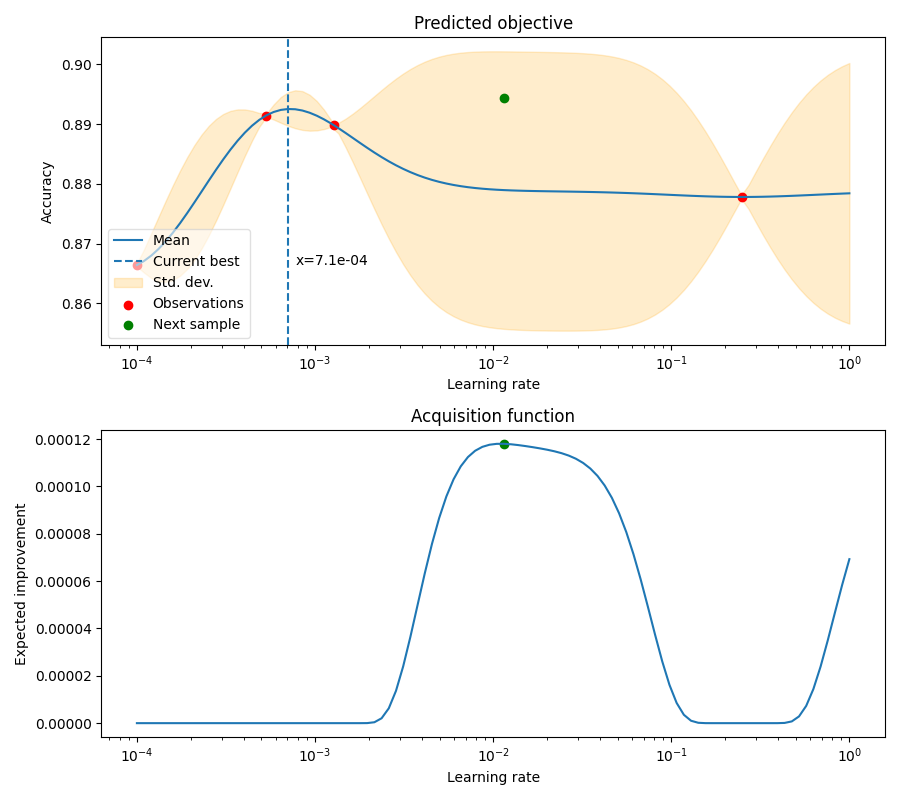 Predicted objective
Accuracy
0.90
0.89
0.88
0.87
0.86
Mean
Current best
Std. dev.
Observations
Next sample
x=7.1e-04
10⁻⁴ 10⁻³ 10⁻² 10⁻¹ 10⁰
Learning rate
Acquisition function
Expected improvement
0.00012
0.00010
0.00008
0.00006
0.00004
0.00002
0.00000
10⁻⁴ 10⁻³ 10⁻² 10⁻¹ 10⁰
Learning rate